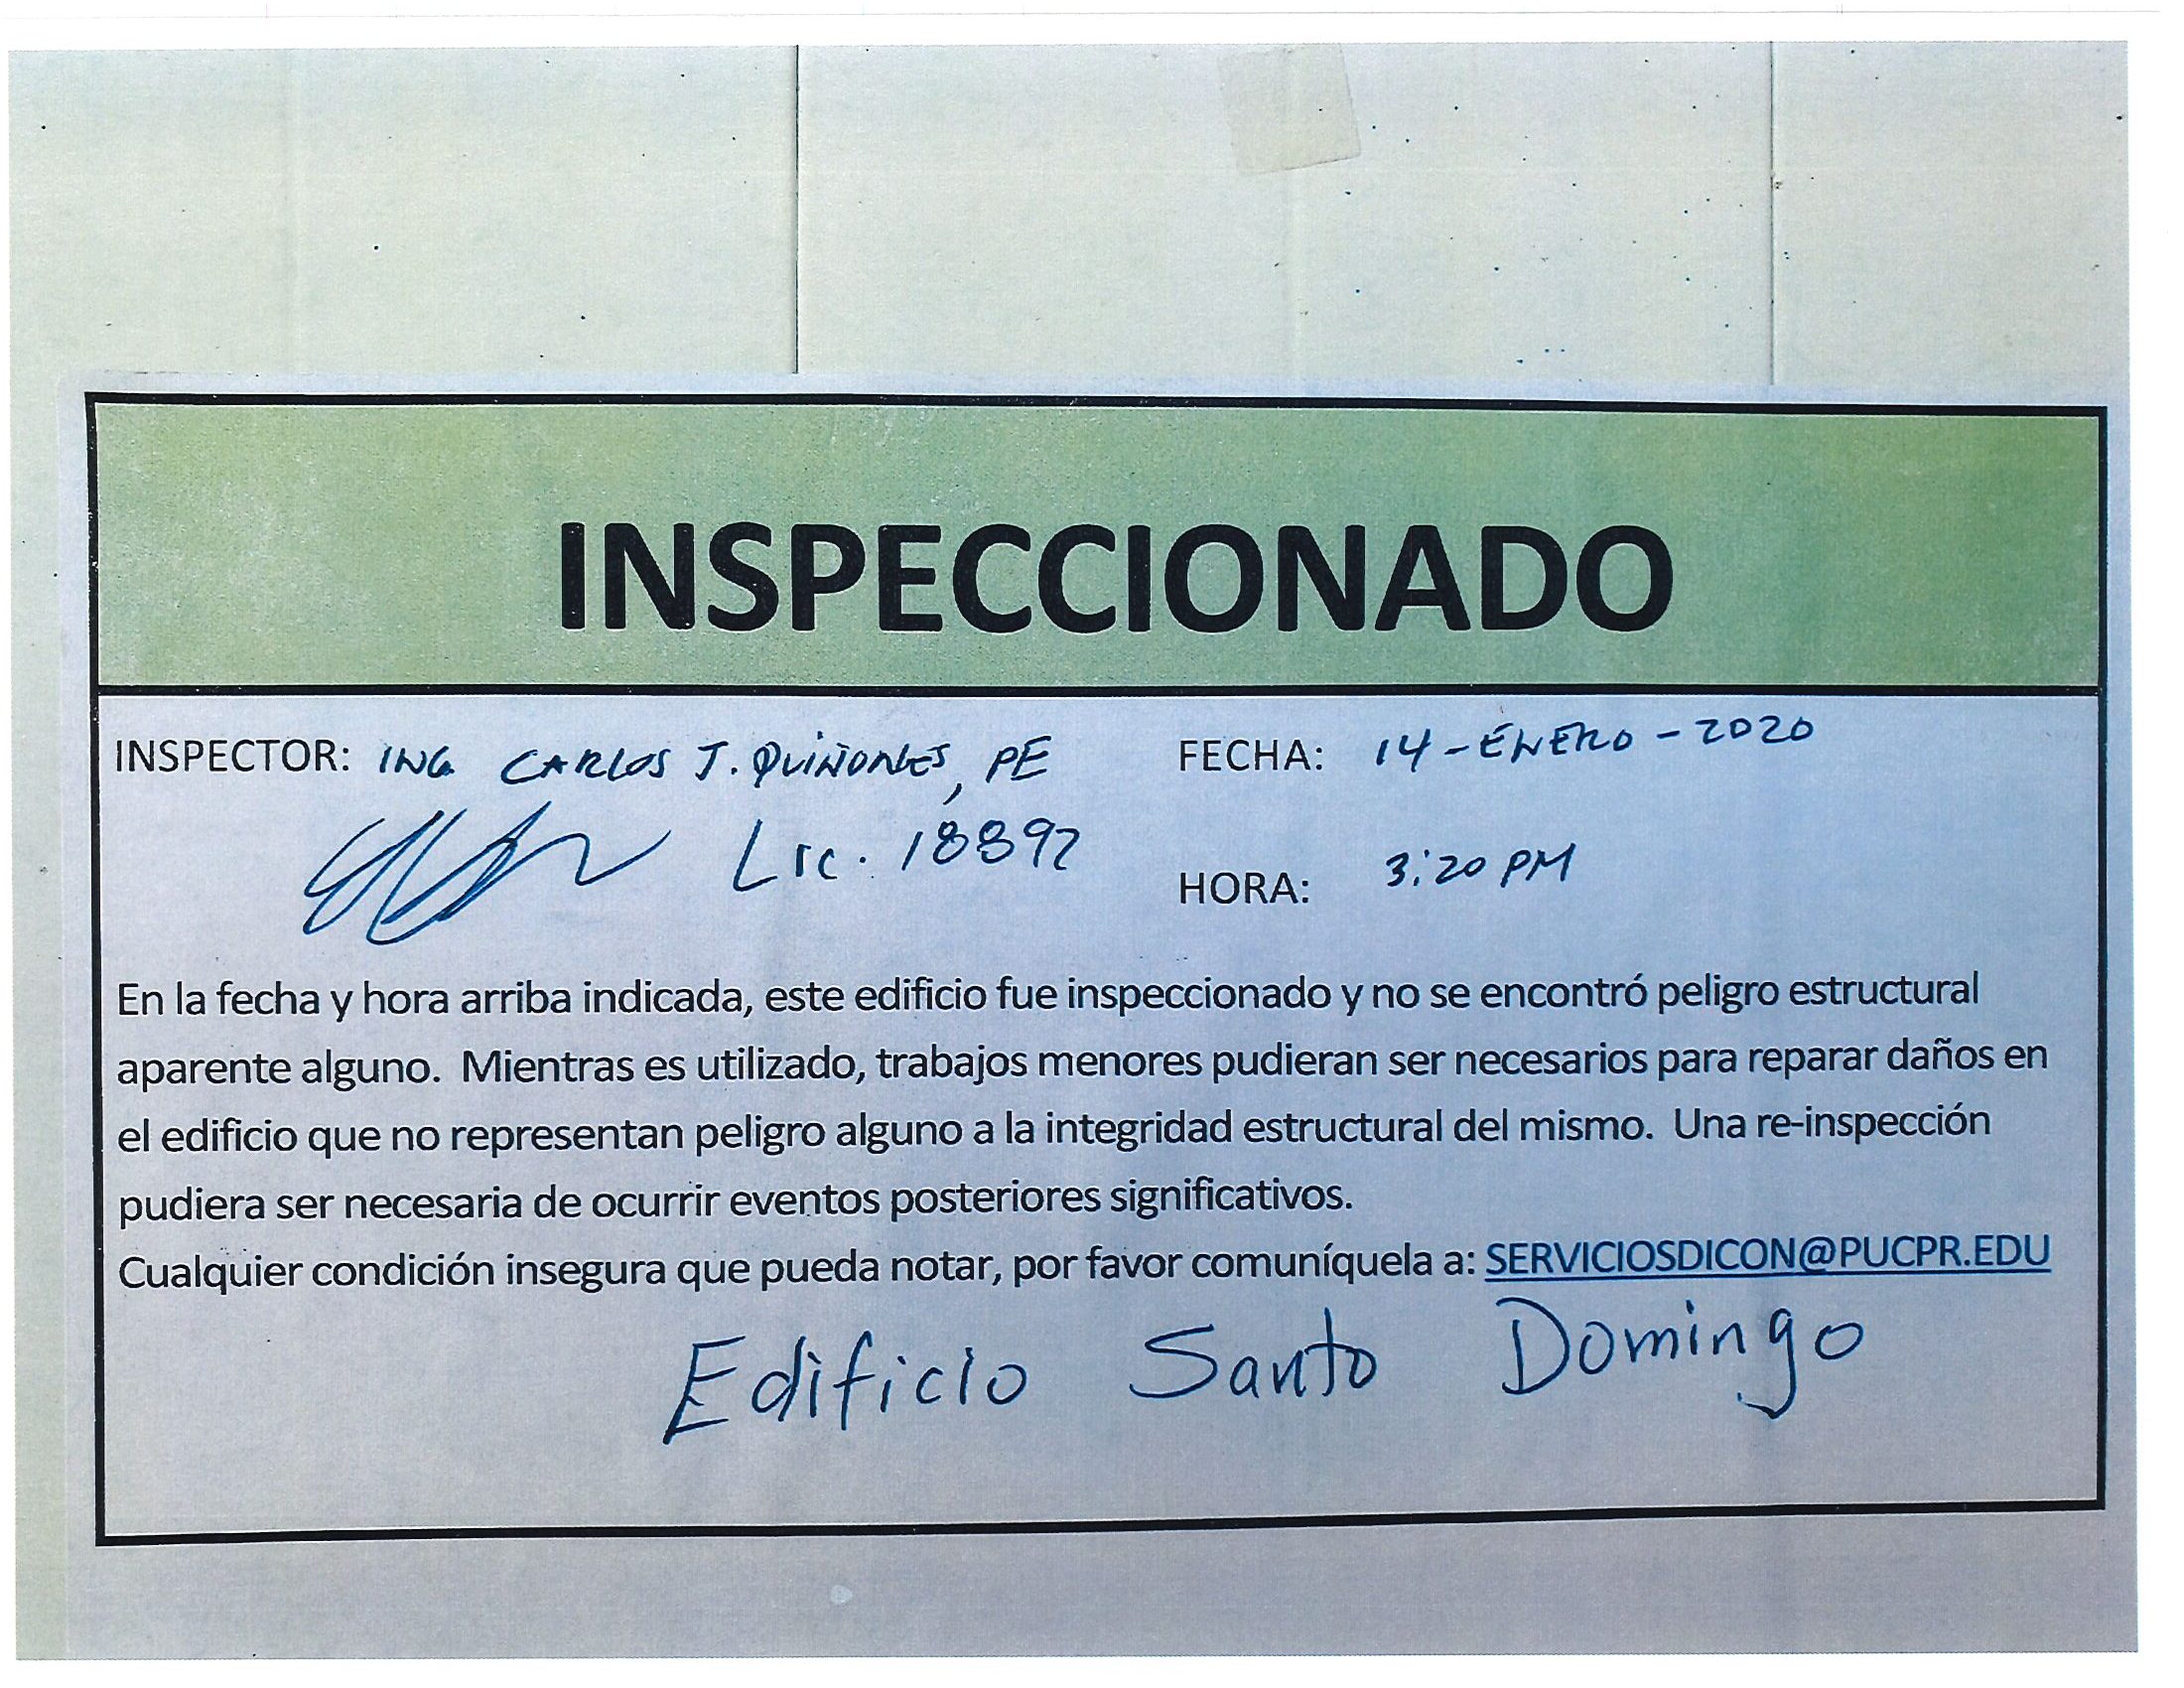 INSPECCIONADO
INSPECTOR: ING. CARLOS J. QUIÑONES, PE FECHA: 14-ENERO-2020
Lic. 18892
HORA: 3:20 PM
En la fecha y hora arriba indicada, este edificio fue inspeccionado y no se encontró peligro estructural
aparente alguno. Mientras es utilizado, trabajos menores pudieran ser necesarios para reparar daños en
el edificio que no representan peligro alguno a la integridad estructural del mismo. Una re-inspección
pudiera ser necesaria de ocurrir eventos posteriores significativos.
Cualquier condición insegura que pueda notar, por favor comuníquela a: SERVICIOSDICON@PUCPR.EDU
Edificio Santo Domingo